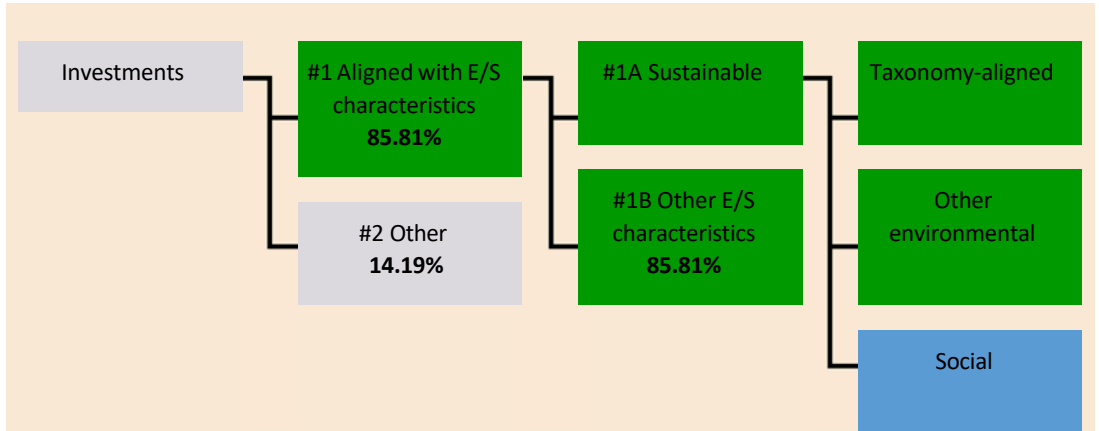 Investments
#1 Aligned with E/S
characteristics
85.81%
#2 Other
14.19%
#1A Sustainable
#1B Other E/S
characteristics
85.81%
Taxonomy-aligned
Other
environmental
Social